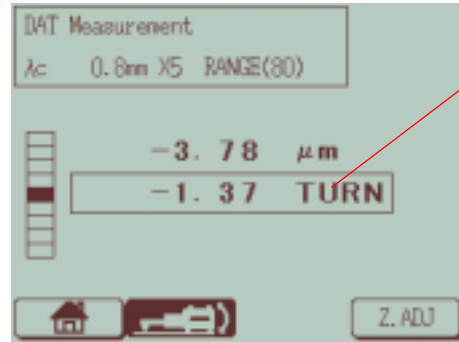 DAT Measurement
λc 0.8mm X5 RANGE(80)
-3. 78 μm
-1. 37 TURN
Z. ADJ